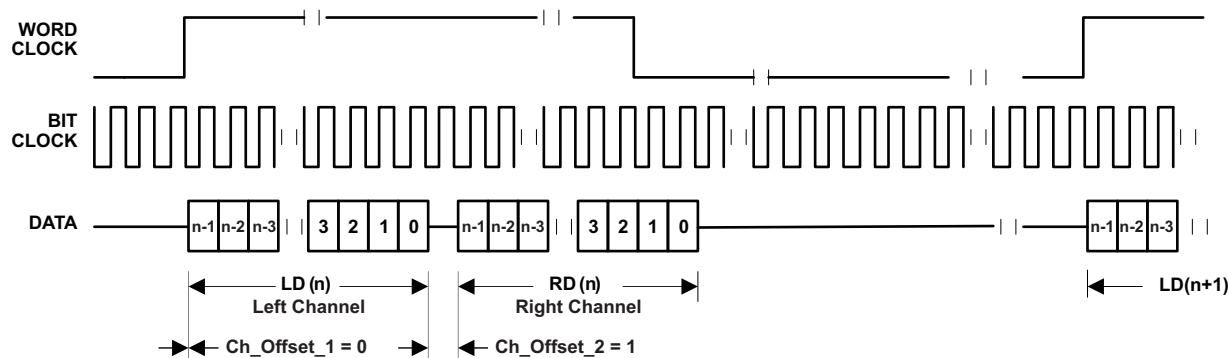 WORD
CLOCK
BIT
CLOCK
DATA
n-1 n-2 n-3 3 2 1 0 n-1 n-2 n-3 3 2 1 0 n-1 n-2 n-3
LD (n) RD (n) LD(n+1)
Left Channel Right Channel
Ch_Offset_1 = 0 Ch_Offset_2 = 1